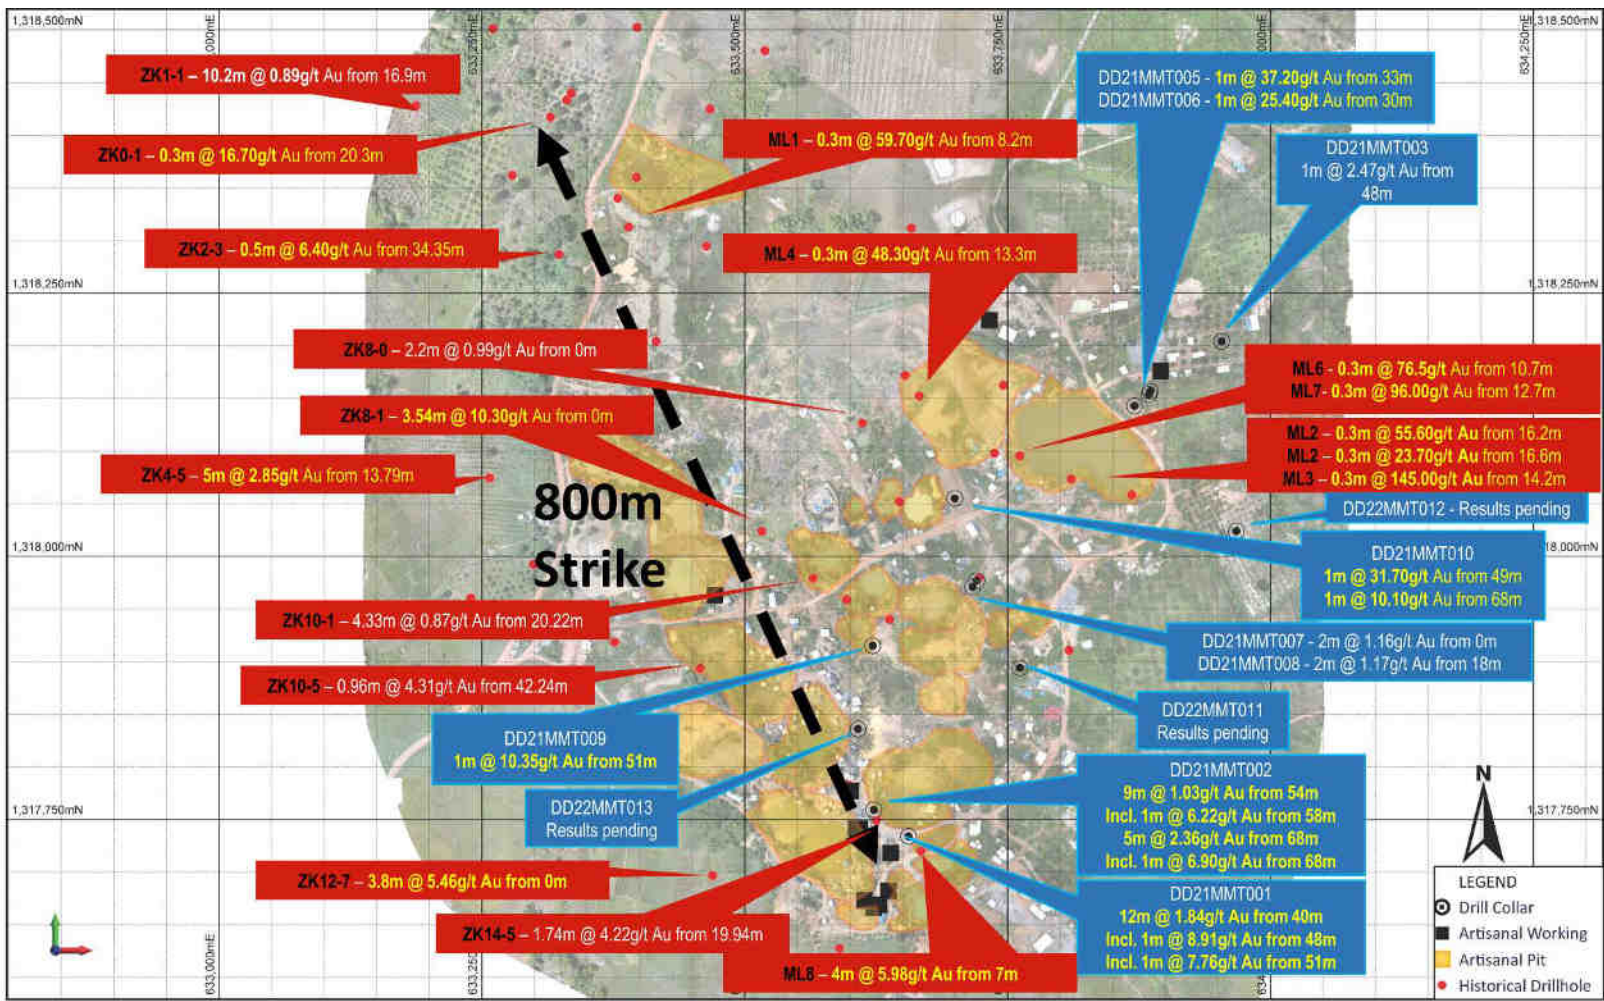 1,318,500mN
1,318,500mN
633,250mE
633,500mE
633,750mE
634,250mE
ZK1-1 – 10.2m @ 0.89g/t Au from 16.9m
ZK0-1 – 0.3m @ 16.70g/t Au from 20.3m
ML1 – 0.3m @ 59.70g/t Au from 8.2m
DD21MMT005 - 1m @ 37.20g/t Au from 33m
DD21MMT006 - 1m @ 25.40g/t Au from 30m
DD21MMT003
1m @ 2.47g/t Au from
48m
ZK2-3 – 0.5m @ 6.40g/t Au from 34.35m
ML4 – 0.3m @ 48.30g/t Au from 13.3m
1,318,250mN
1,318,250mN
ZK8-0 – 2.2m @ 0.99g/t Au from 0m
ZK8-1 – 3.54m @ 10.30g/t Au from 0m
ML6 - 0.3m @ 76.5g/t Au from 10.7m
ML7- 0.3m @ 96.00g/t Au from 12.7m
ML2 – 0.3m @ 55.60g/t Au from 16.2m
ML2 – 0.3m @ 23.70g/t Au from 16.6m
ML3 – 0.3m @ 145.00g/t Au from 14.2m
ZK4-5 – 5m @ 2.85g/t Au from 13.79m
800m
Strike
DD22MMT012 - Results pending
1,318,000mN
18,000mN
DD21MMT010
1m @ 31.70g/t Au from 49m
1m @ 10.10g/t Au from 68m
ZK10-1 – 4.33m @ 0.87g/t Au from 20.22m
DD21MMT007 - 2m @ 1.16g/t Au from 0m
DD21MMT008 – 2m @ 1.17g/t Au from 18m
ZK10-5 – 0.96m @ 4.31g/t Au from 42.24m
DD22MMT011
Results pending
DD21MMT009
1m @ 10.35g/t Au from 51m
DD22MMT013
Results pending
DD21MMT002
9m @ 1.03g/t Au from 54m
Incl. 1m @ 6.22g/t Au from 58m
5m @ 2.36g/t Au from 68m
Incl. 1m @ 6.90g/t Au from 68m
1,317,750mN
1,317,750mN
ZK12-7 – 3.8m @ 5.46g/t Au from 0m
ZK14-5 – 1.74m @ 4.22g/t Au from 19.94m
ML8 – 4m @ 5.98g/t Au from 7m
DD21MMT001
12m @ 1.84g/t Au from 40m
Incl. 1m @ 8.91g/t Au from 48m
Incl. 1m @ 7.76g/t Au from 51m
N
LEGEND
Drill Collar
Artisanal Working
Artisanal Pit
Historical Drillhole
633,000mE